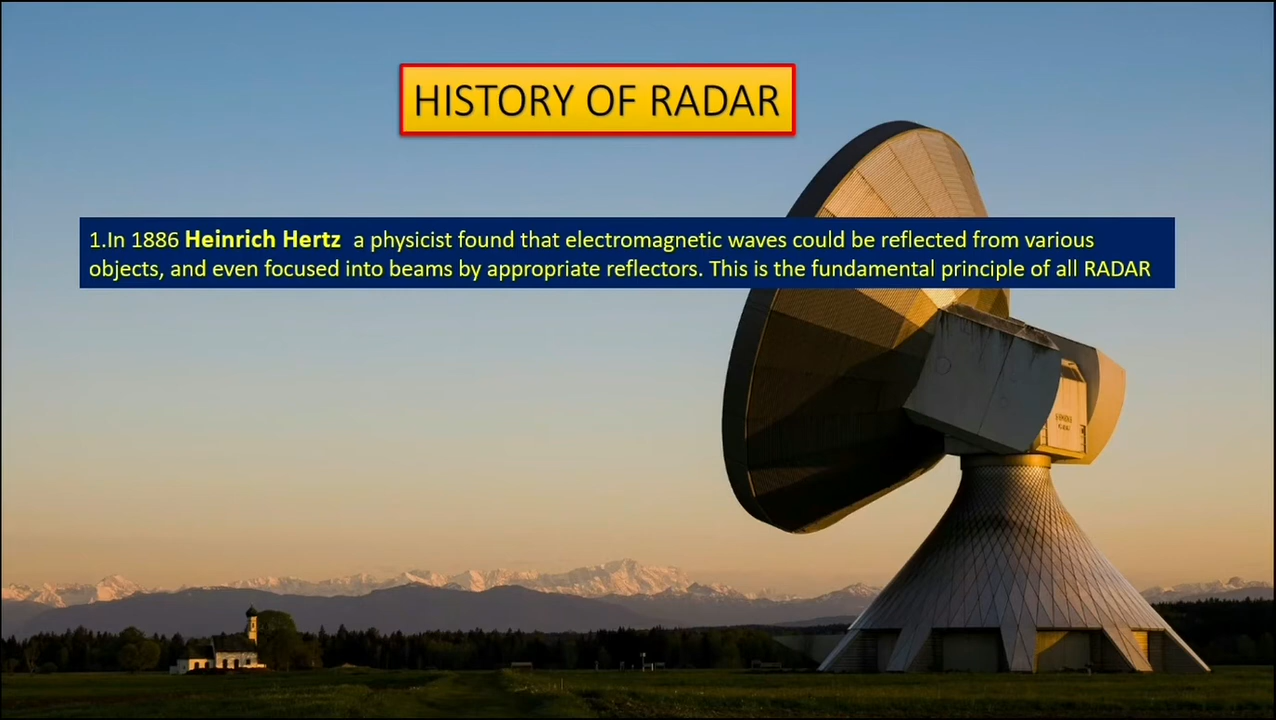 HISTORY OF RADAR
1.In 1886 Heinrich Hertz a physicist found that electromagnetic waves could be reflected from various
objects, and even focused into beams by appropriate reflectors. This is the fundamental principle of all RADAR